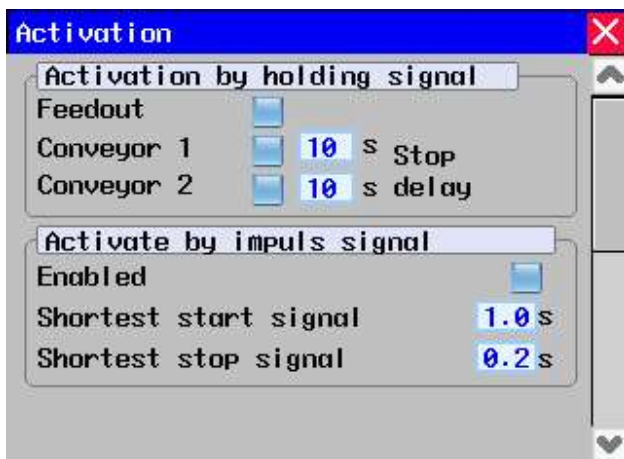 Activation
Activation by holding signal
Feedout
Conveyor 1 10 s Stop
Conveyor 2 10 s delay
Activate by impuls signal
Enabled
Shortest start signal 1.0 s
Shortest stop signal 0.2 s